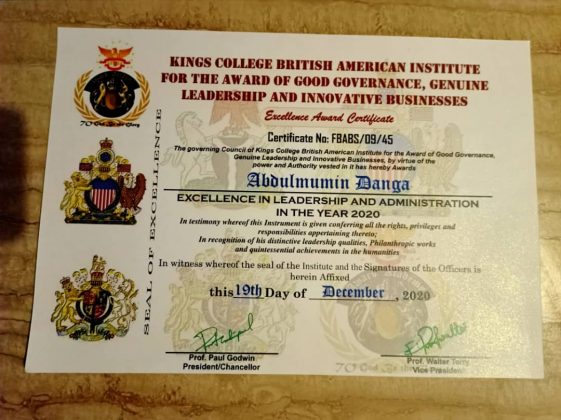 KINGS COLLEGE BRITISH AMERICAN INSTITUTE
FOR THE AWARD OF GOOD GOVERNANCE, GENUINE
LEADERSHIP AND INNOVATIVE BUSINESSES
Excellence Award Certificate
Certificate No: FBABS/09/45
The governing Council of Kings College British American Institute for the Award of Good Governance,
Genuine Leadership and Innovative Businesses, by virtue of the
power and Authority vested in it has hereby Awards
Abdulmumin Danga
EXCELLENCE IN LEADERSHIP AND ADMINISTRATION
IN THE YEAR 2020
In testimony whereof this Instrument is given conferring all the rights, privileges and
responsibilities appertaining thereto;
In recognition of his distinctive leadership qualities, Philanthropic works
and quintessential achievements in the humanities
In witness whereof the seal of the Institute and the Signatures of the Officers is
herein Affixed
this 19th Day of December, 2020
Prof. Paul Godwin
President/Chancellor
Prof. Walter Terry
Vice President
SEAL OF EXCELLENCE